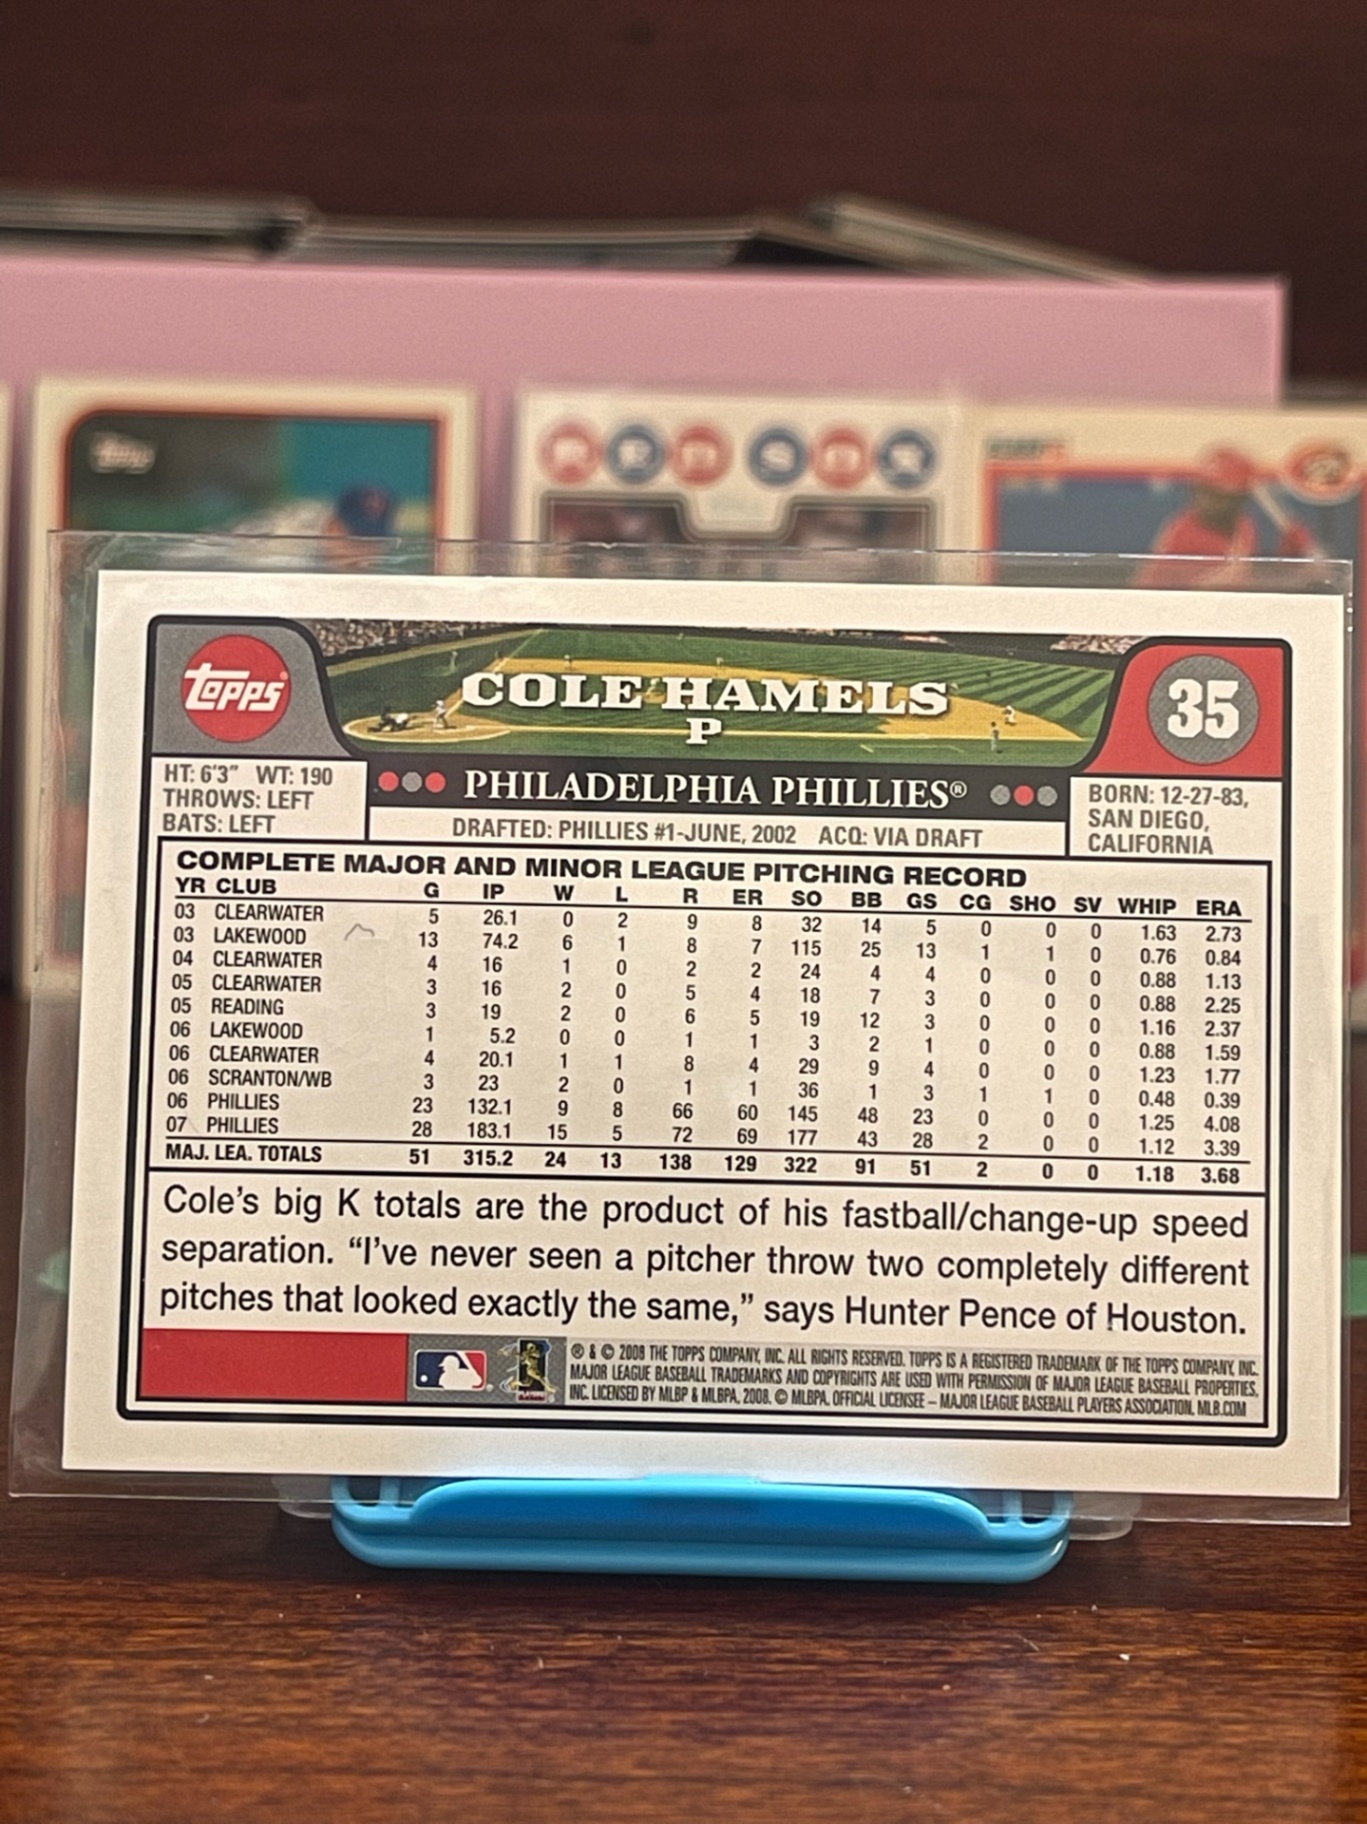 Topps
RED SOX
Topps
COLE HAMELS
P
35
HT: 6'3" WT: 190
THROWS: LEFT
BATS: LEFT
PHILADELPHIA PHILLIES®
DRAFTED: PHILLIES #1-JUNE, 2002 ACQ: VIA DRAFT
BORN: 12-27-83,
SAN DIEGO,
CALIFORNIA
COMPLETE MAJOR AND MINOR LEAGUE PITCHING RECORD
YR CLUB G IP W L R ER SO BB GS CG SHO SV WHIP ERA
03 CLEARWATER 5 26.1 0 2 9 8 32 14 5 0 0 0 1.63 2.73
03 LAKEWOOD 13 74.2 6 1 8 7 115 25 13 1 1 0 0.76 0.84
04 CLEARWATER 4 16 1 0 2 2 24 4 4 0 0 0 0.88 1.13
05 CLEARWATER 3 16 2 0 5 4 18 7 3 0 0 0 0.88 2.25
05 READING 3 19 2 0 6 5 19 12 3 0 0 0 1.16 2.37
06 LAKEWOOD 1 5.2 0 0 1 1 3 2 1 0 0 0 0.88 1.59
06 CLEARWATER 4 20.1 1 1 8 4 29 9 4 0 0 0 1.23 1.77
06 SCRANTON/WB 3 23 2 0 1 1 36 1 3 1 1 0 0.48 0.39
06 PHILLIES 23 132.1 9 8 66 60 145 48 23 0 0 0 1.25 4.08
07 PHILLIES 28 183.1 15 5 72 69 177 43 28 2 0 0 1.12 3.39
MAJ. LEA. TOTALS 51 315.2 24 13 138 129 322 91 51 2 0 0 1.18 3.68
Cole's big K totals are the product of his fastball/change-up speed
separation. “I've never seen a pitcher throw two completely different
pitches that looked exactly the same,” says Hunter Pence of Houston.
® & © 2008 THE TOPPS COMPANY, INC. ALL RIGHTS RESERVED. TOPPS IS A REGISTERED TRADEMARK OF THE TOPPS COMPANY, INC.
MAJOR LEAGUE BASEBALL TRADEMARKS AND COPYRIGHTS ARE USED WITH PERMISSION OF MAJOR LEAGUE BASEBALL PROPERTIES,
INC. LICENSED BY MLBP & MLBPA, 2008. © MLBPA. OFFICIAL LICENSEE – MAJOR LEAGUE BASEBALL PLAYERS ASSOCIATION, MLB.COM